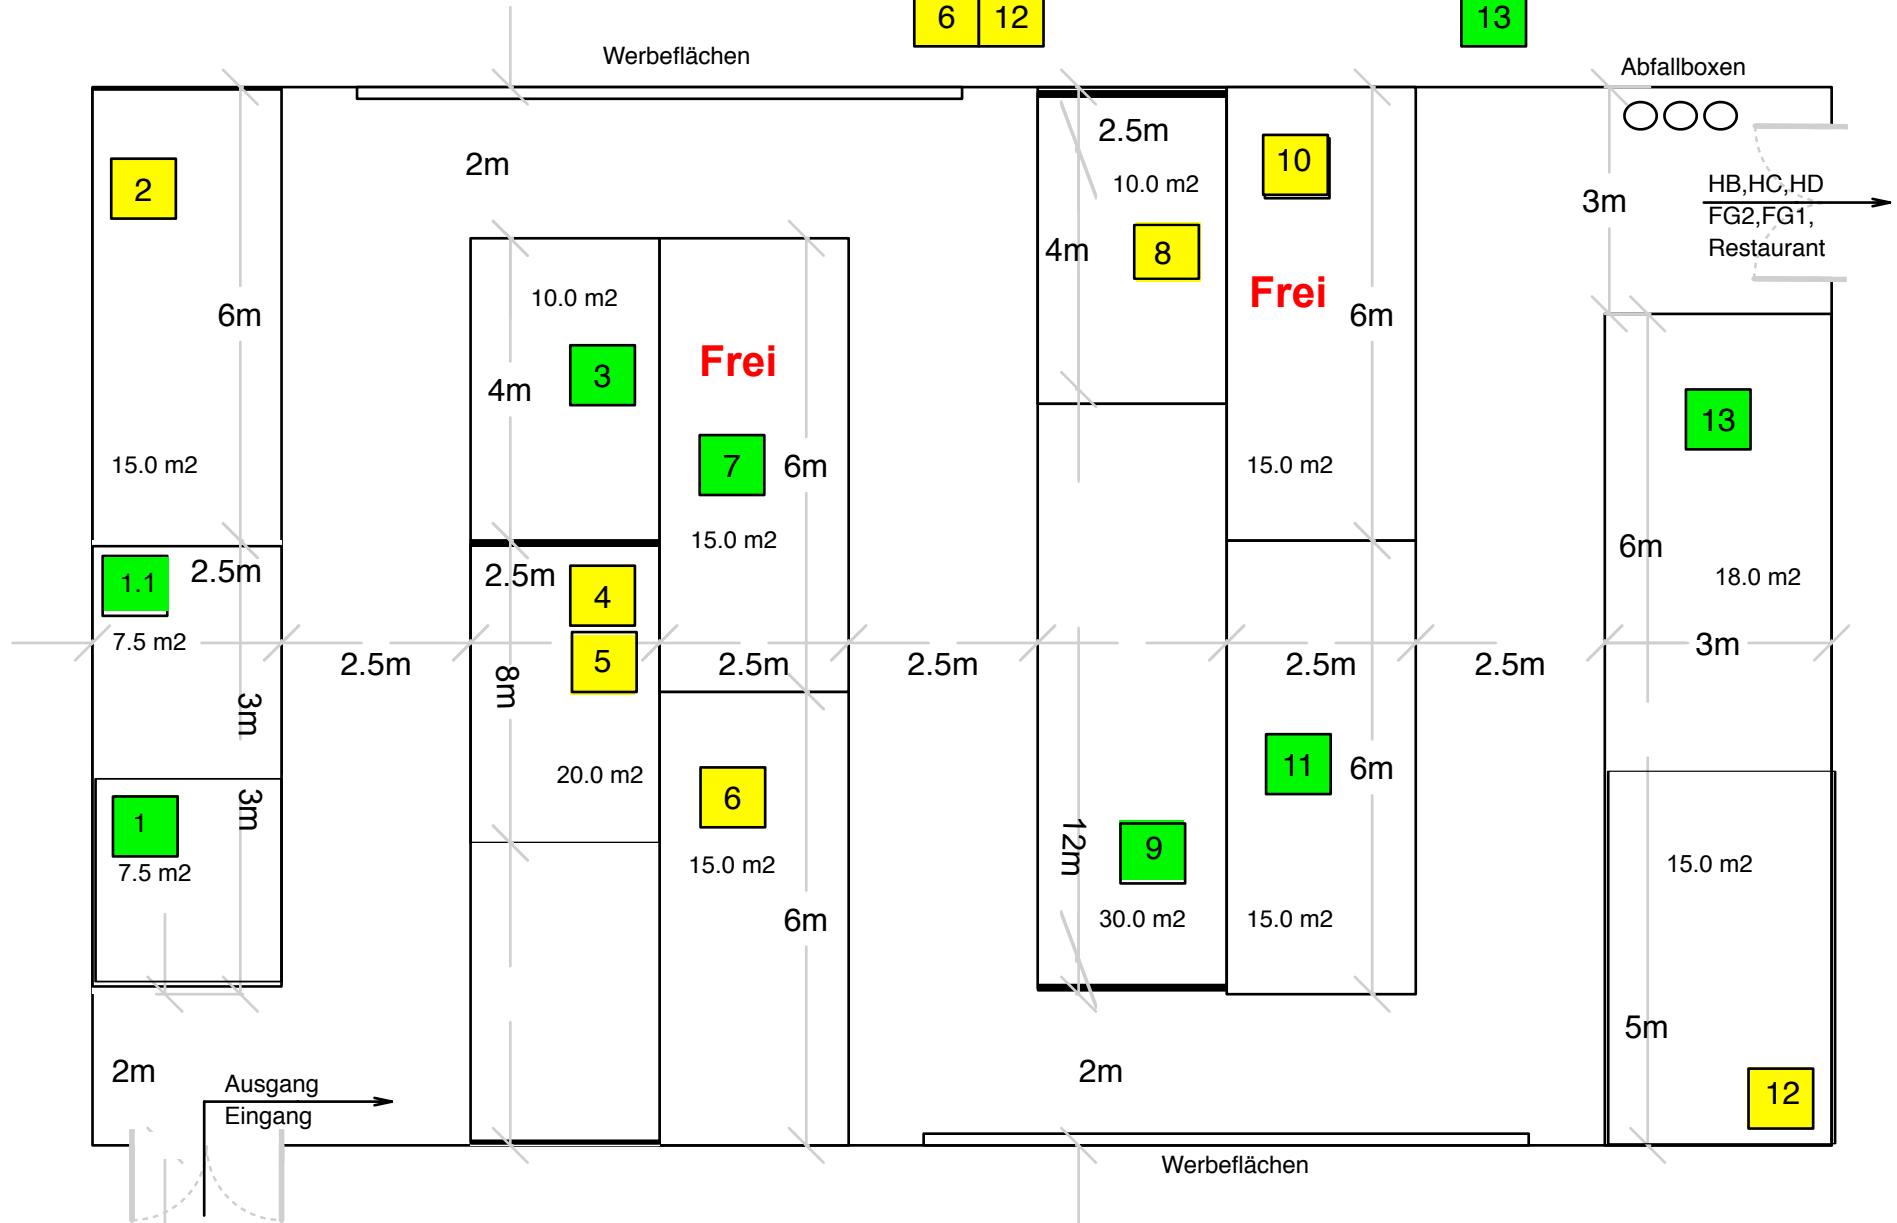 6 12 13
Werbeflächen
Abfallboxen
2
2m
2.5m
10.0 m2
10
8
4m
Frei
6m
15.0 m2
3m
HB,HC,HD
FG2,FG1,
Restaurant
6m
15.0 m2
10.0 m2
3
4m
Frei
7
6m
15.0 m2
13
6m
18.0 m2
3m
1.1
2.5m
7.5 m2
3m
2.5m
2.5m
4
5
8m
20.0 m2
2.5m
2.5m
2.5m
2.5m
1
3m
7.5 m2
6
15.0 m2
6m
12m
9
30.0 m2
11
6m
15.0 m2
15.0 m2
5m
12
2m
Ausgang
Eingang
2m
Werbeflächen